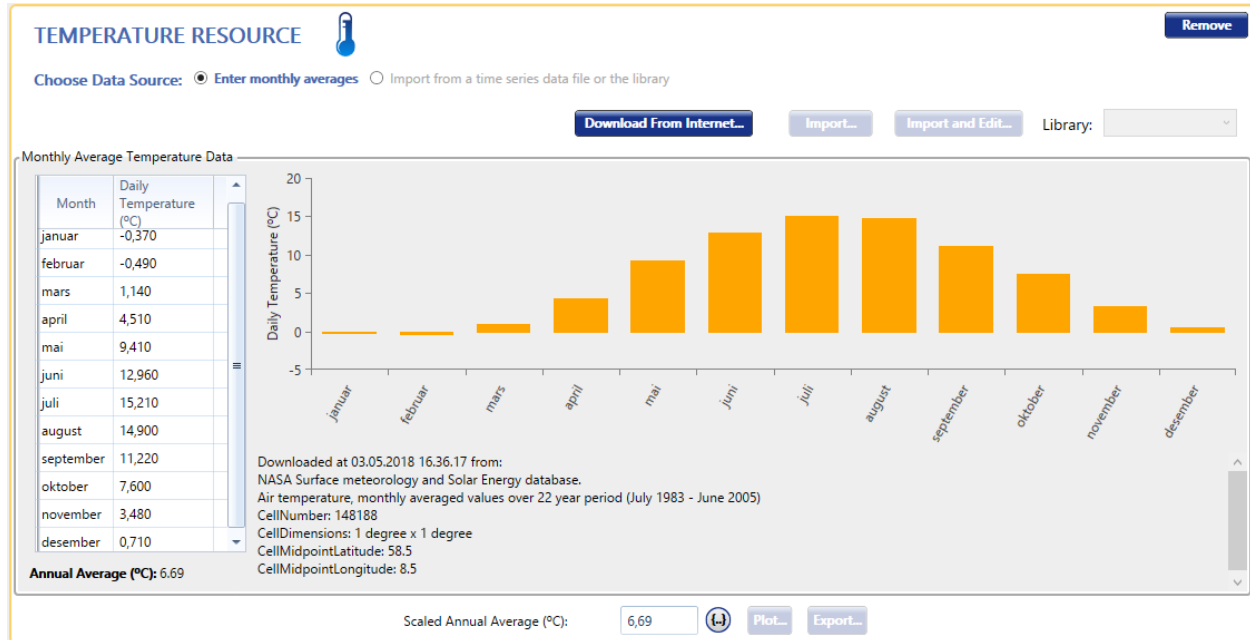 TEMPERATURE RESOURCE
Remove
Choose Data Source: Enter monthly averages Import from a time series data file or the library
Download From Internet... Import... Import and Edit... Library:
Monthly Average Temperature Data
Month Daily Temperature (ºC)
januar -0,370
februar -0,490
mars 1,140
april 4,510
mai 9,410
juni 12,960
juli 15,210
august 14,900
september 11,220
oktober 7,600
november 3,480
desember 0,710
Annual Average (ºC): 6.69
Daily Temperature (ºC)
20
15
10
5
0
-5
januar februar mars april mai juni juli august september oktober november desember
Downloaded at 03.05.2018 16.36.17 from:
NASA Surface meteorology and Solar Energy database.
Air temperature, monthly averaged values over 22 year period (July 1983 - June 2005)
CellNumber: 148188
CellDimensions: 1 degree x 1 degree
CellMidpointLatitude: 58.5
CellMidpointLongitude: 8.5
Scaled Annual Average (ºC): 6,69 {..} Plot... Export...